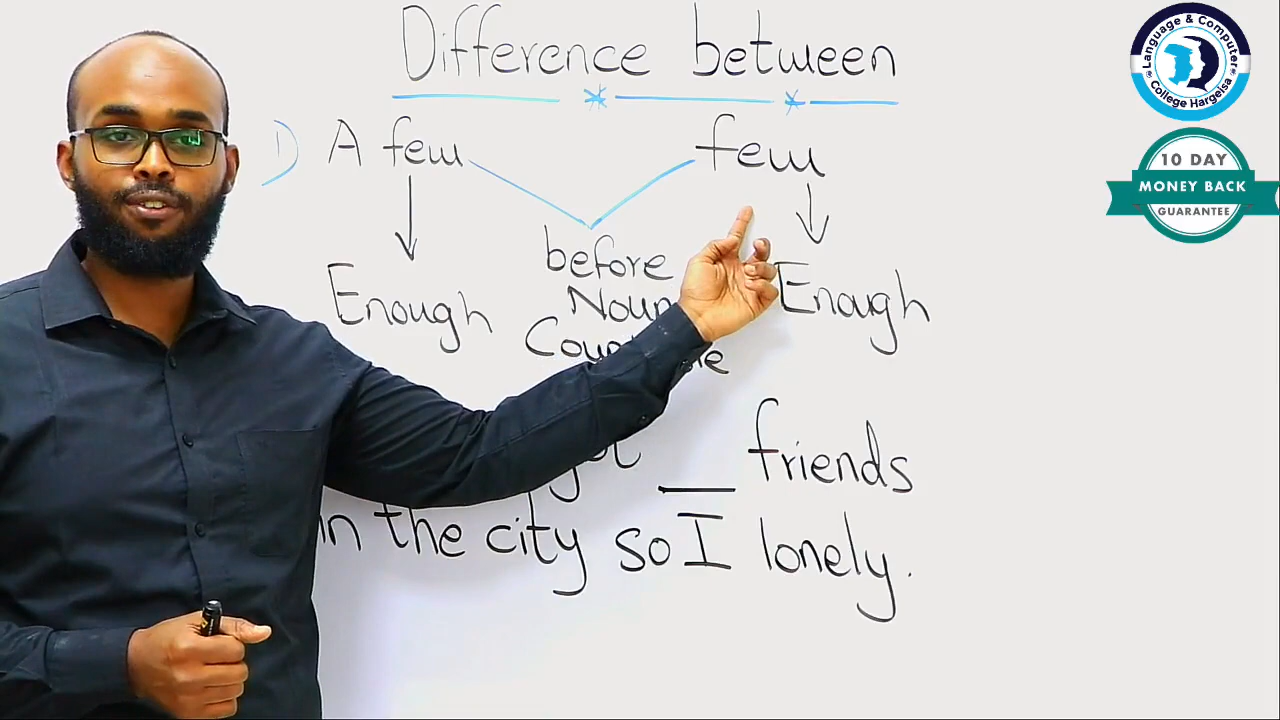 Difference between
1) A few few
before
Enough Noun Enough
friends
in the city so I lonely.
Language & Computer
College Hargeisa
10 DAY
MONEY BACK
GUARANTEE